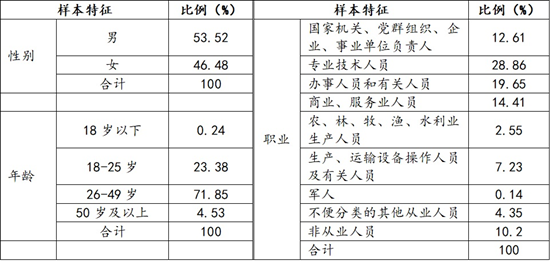 样本特征 比例（%）
性别 男 53.52
女 46.48
合计 100
年龄 18 岁以下 0.24
18-25 岁 23.38
26-49 岁 71.85
50 岁及以上 4.53
合计 100
样本特征 比例（%）
职业 国家机关、党群组织、企
业、事业单位负责人 12.61
专业技术人员 28.86
办事人员和有关人员 19.65
商业、服务业人员 14.41
农、林、牧、渔、水利业
生产人员 2.55
生产、运输设备操作人员
及有关人员 7.23
军人 0.14
不便分类的其他从业人员 4.35
非从业人员 10.2
合计 100